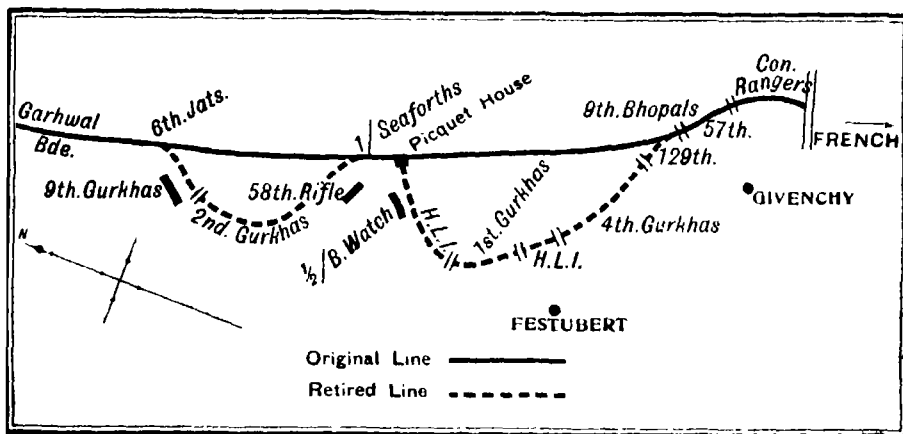 Garhwal
Bde.
6th. Jats.
1/Seaforths
Picquet House
9th. Bhopals
Con.
Rangers
57th.
129th.
FRENCH
GIVENCHY
9th. Gurkhas
2nd. Gurkhas
58th. Rifle
½/B. Watch
H.L.I.
1st. Gurkhas
H.L.I.
4th. Gurkhas
N
FESTUBERT
Original Line
Retired Line